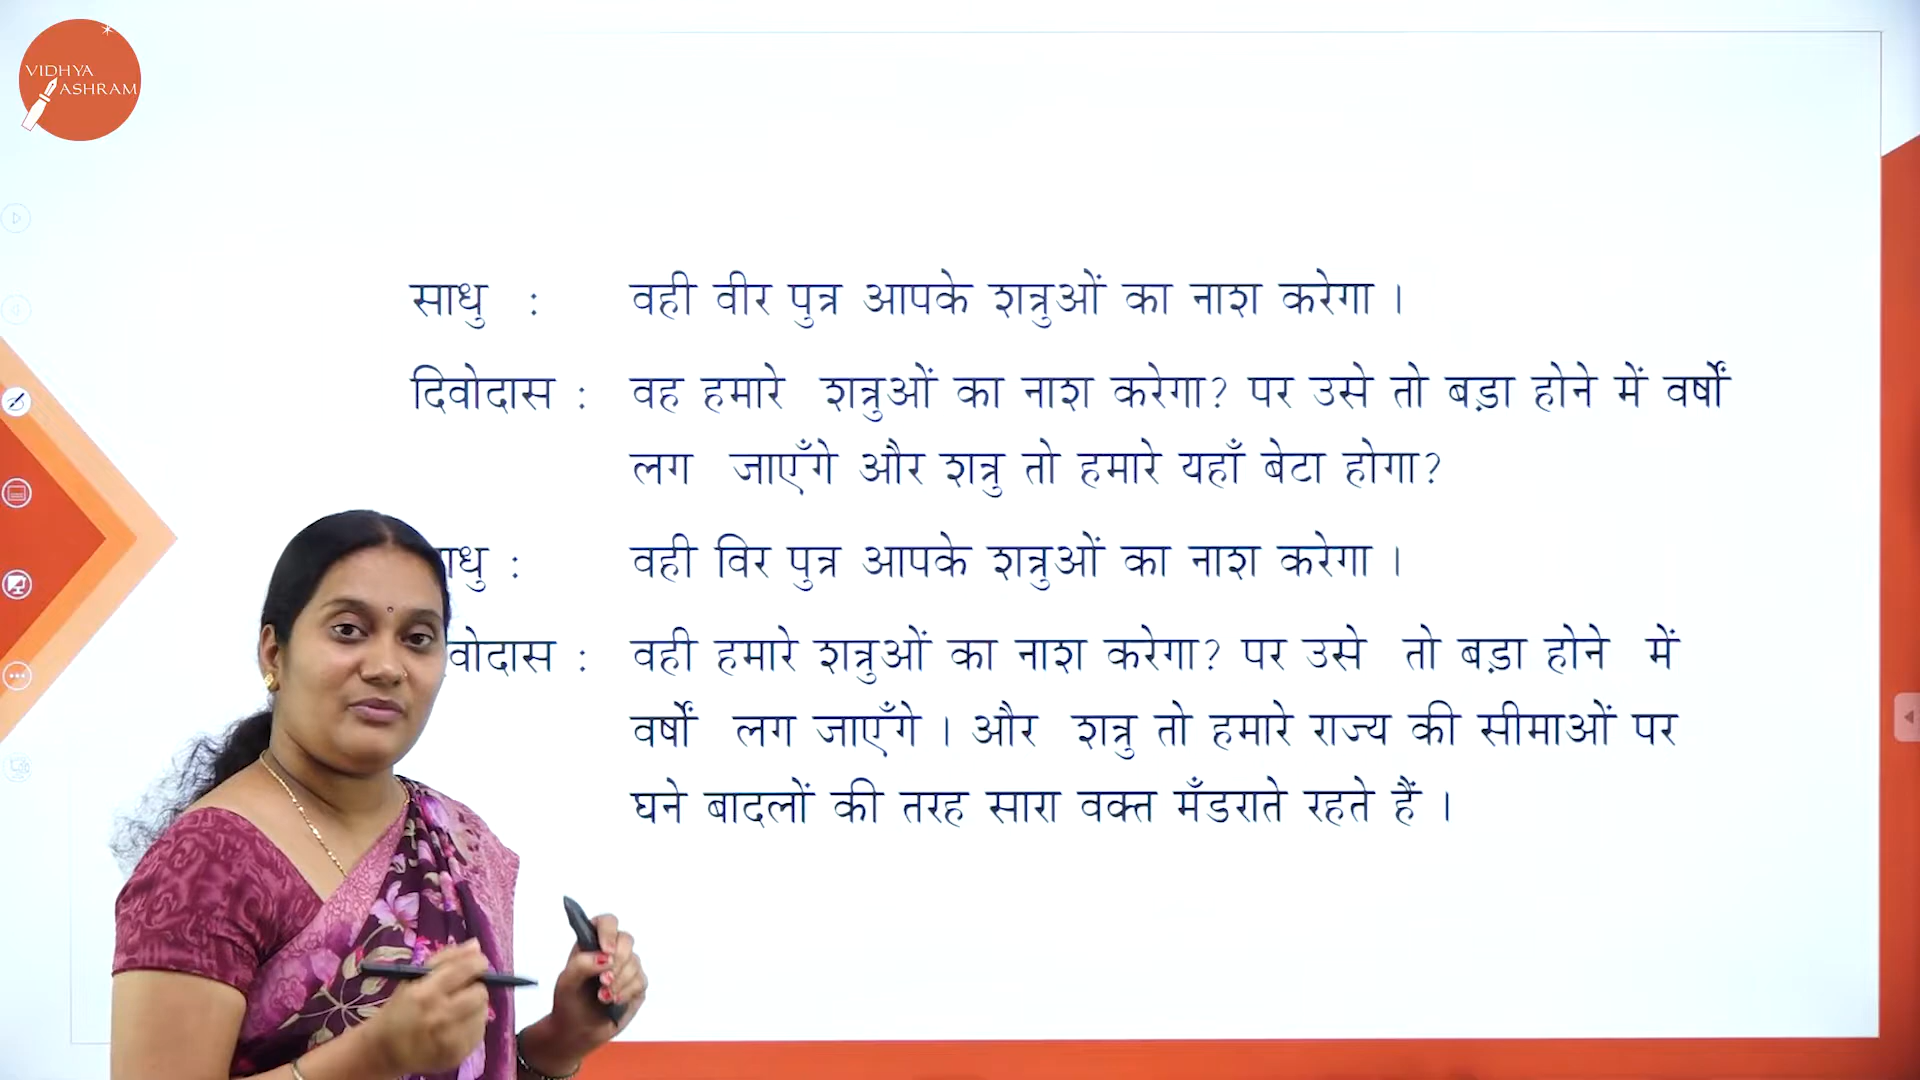 VIDHYA
ASHRAM
साधु : वही वीर पुत्र आपके शत्रुओं का नाश करेगा ।
दिवोदास : वह हमारे शत्रुओं का नाश करेगा? पर उसे तो बड़ा होने में वर्षों
लग जाएँगे और शत्रु तो हमारे यहाँ बेटा होगा?
ाधु : वही विर पुत्र आपके शत्रुओं का नाश करेगा ।
वोदास : वही हमारे शत्रुओं का नाश करेगा? पर उसे तो बड़ा होने में
वर्षों लग जाएँगे । और शत्रु तो हमारे राज्य की सीमाओं पर
घने बादलों की तरह सारा वक्त मँडराते रहते हैं ।